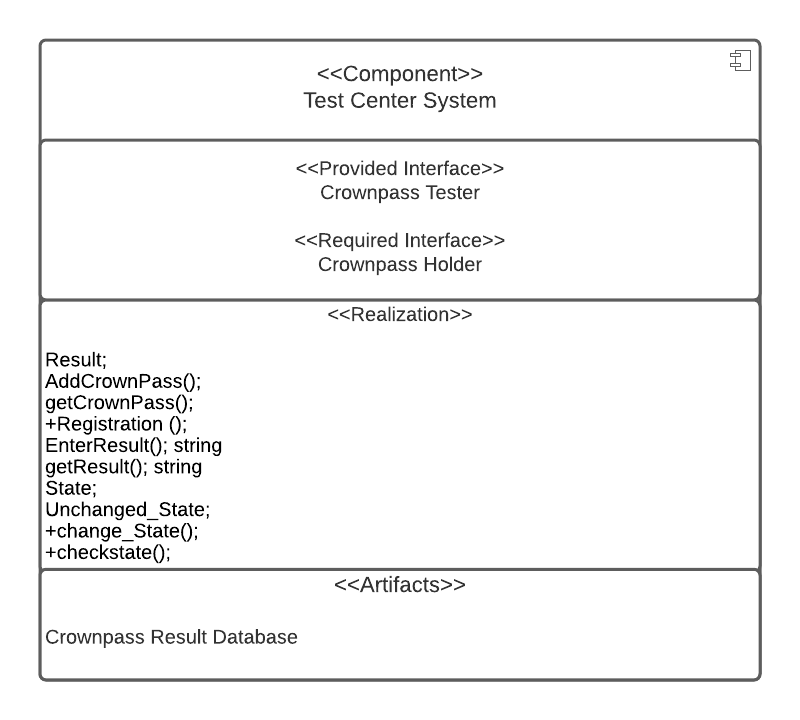 <<Component>>
Test Center System
<<Provided Interface>>
Crownpass Tester
<<Required Interface>>
Crownpass Holder
<<Realization>>
Result;
AddCrownPass();
getCrownPass();
+Registration ();
EnterResult(); string
getResult(); string
State;
Unchanged_State;
+change_State();
+checkstate();
<<Artifacts>>
Crownpass Result Database